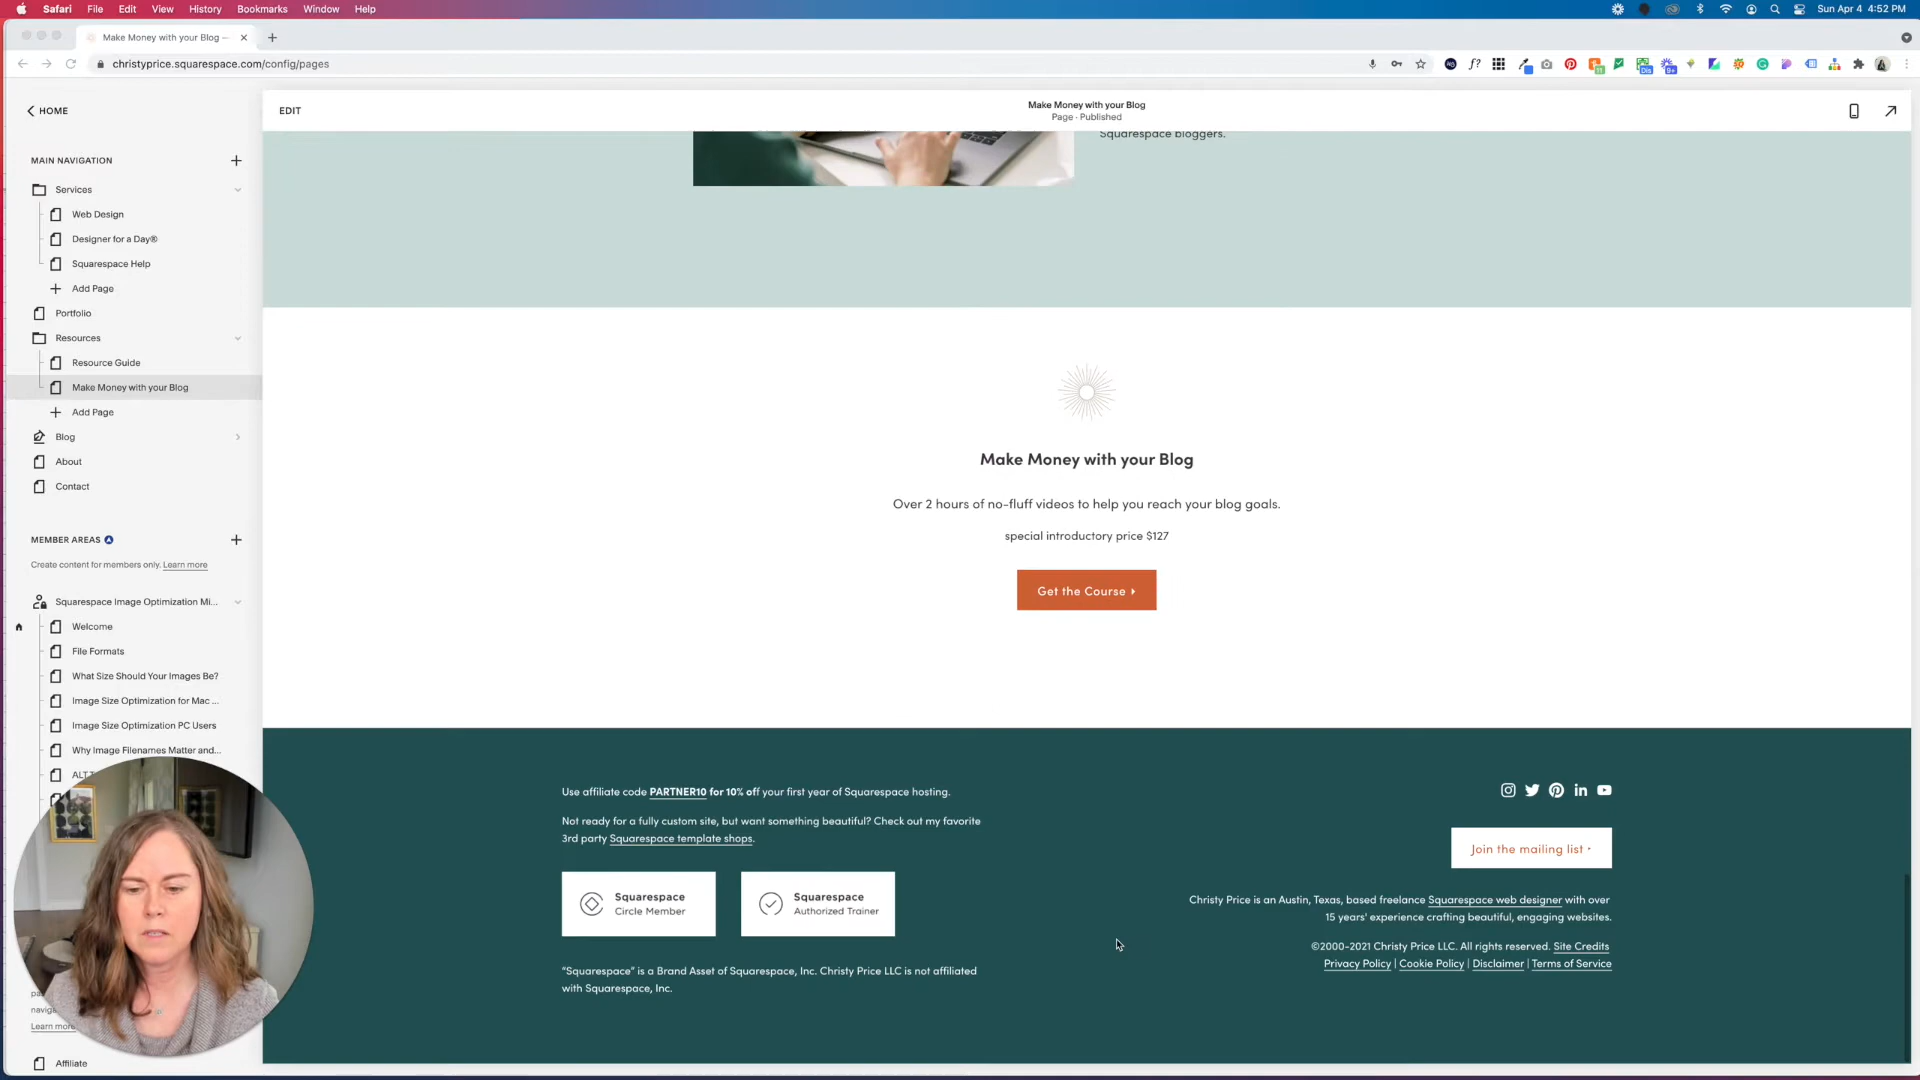 Safari File Edit View History Bookmarks Window Help
Sun Apr 4 4:52 PM
Make Money with your Blog —
christyprice.squarespace.com/config/pages
HOME
EDIT
Make Money with your Blog
Page · Published
MAIN NAVIGATION
Services
Web Design
Designer for a Day®
Squarespace Help
Add Page
Portfolio
Resources
Resource Guide
Make Money with your Blog
Add Page
Blog
About
Contact
MEMBER AREAS
Create content for members only. Learn more
Squarespace Image Optimization Mi...
Welcome
File Formats
What Size Should Your Images Be?
Image Size Optimization for Mac ...
Image Size Optimization PC Users
Why Image Filenames Matter and...
ALT
Learn more
Affiliate
Squarespace bloggers.
Make Money with your Blog
Over 2 hours of no-fluff videos to help you reach your blog goals.
special introductory price $127
Get the Course
Use affiliate code PARTNER10 for 10% off your first year of Squarespace hosting.
Not ready for a fully custom site, but want something beautiful? Check out my favorite
3rd party Squarespace template shops.
Squarespace
Circle Member
Squarespace
Authorized Trainer
"Squarespace" is a Brand Asset of Squarespace, Inc. Christy Price LLC is not affiliated
with Squarespace, Inc.
Join the mailing list
Christy Price is an Austin, Texas, based freelance Squarespace web designer with over
15 years' experience crafting beautiful, engaging websites.
©2000-2021 Christy Price LLC. All rights reserved. Site Credits
Privacy Policy | Cookie Policy | Disclaimer | Terms of Service